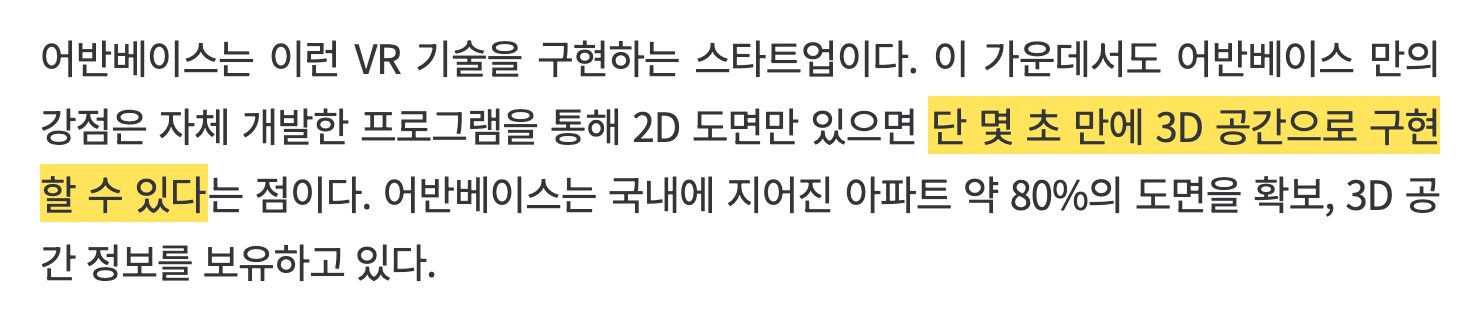 어반베이스는 이런 VR 기술을 구현하는 스타트업이다. 이 가운데서도 어반베이스 만의
강점은 자체 개발한 프로그램을 통해 2D 도면만 있으면 단 몇 초 만에 3D 공간으로 구현
할 수 있다는 점이다. 어반베이스는 국내에 지어진 아파트 약 80%의 도면을 확보, 3D 공
간 정보를 보유하고 있다.